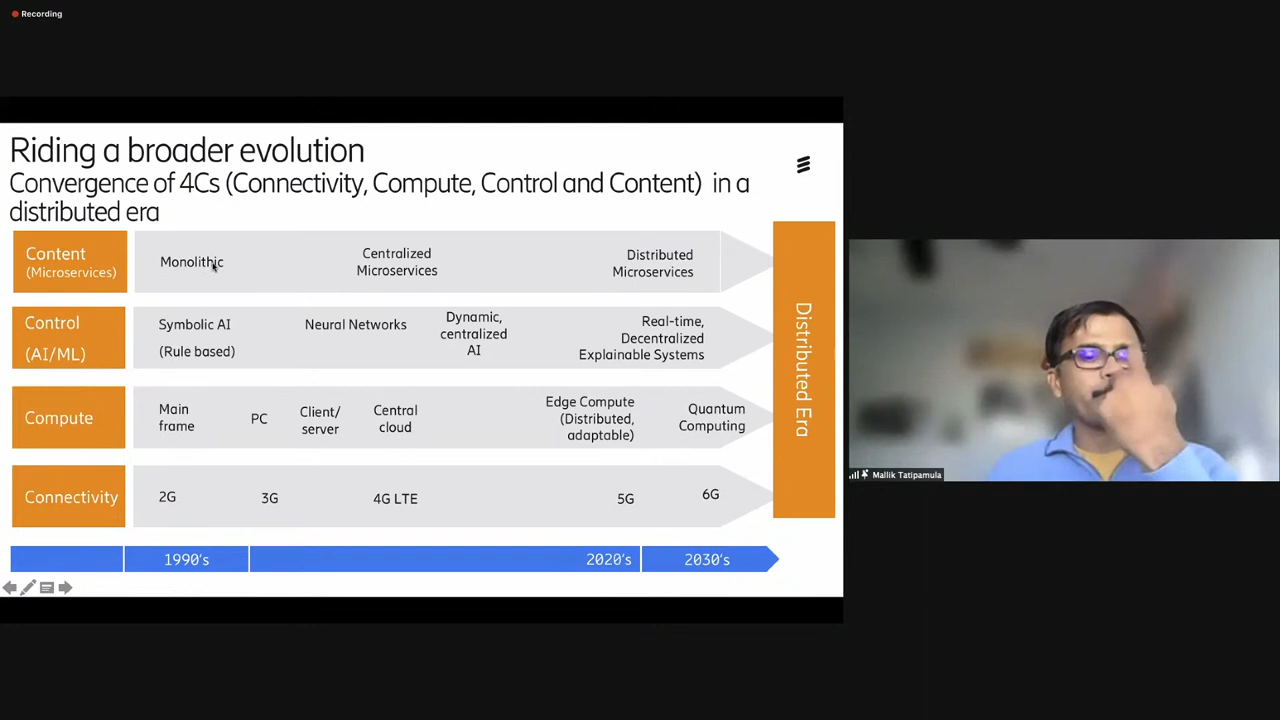 Recording
Riding a broader evolution
Convergence of 4Cs (Connectivity, Compute, Control and Content) in a
distributed era
Content
(Microservices)
Monolithic
Centralized
Microservices
Distributed
Microservices
Control
(AI/ML)
Symbolic AI
(Rule based)
Neural Networks
Dynamic,
centralized
AI
Real-time,
Decentralized
Explainable Systems
Compute
Main
frame
PC
Client/
server
Central
cloud
Edge Compute
(Distributed,
adaptable)
Quantum
Computing
Connectivity
2G
3G
4G LTE
5G
6G
Distributed Era
1990's
2020's
2030's
Mallik Tatipamula